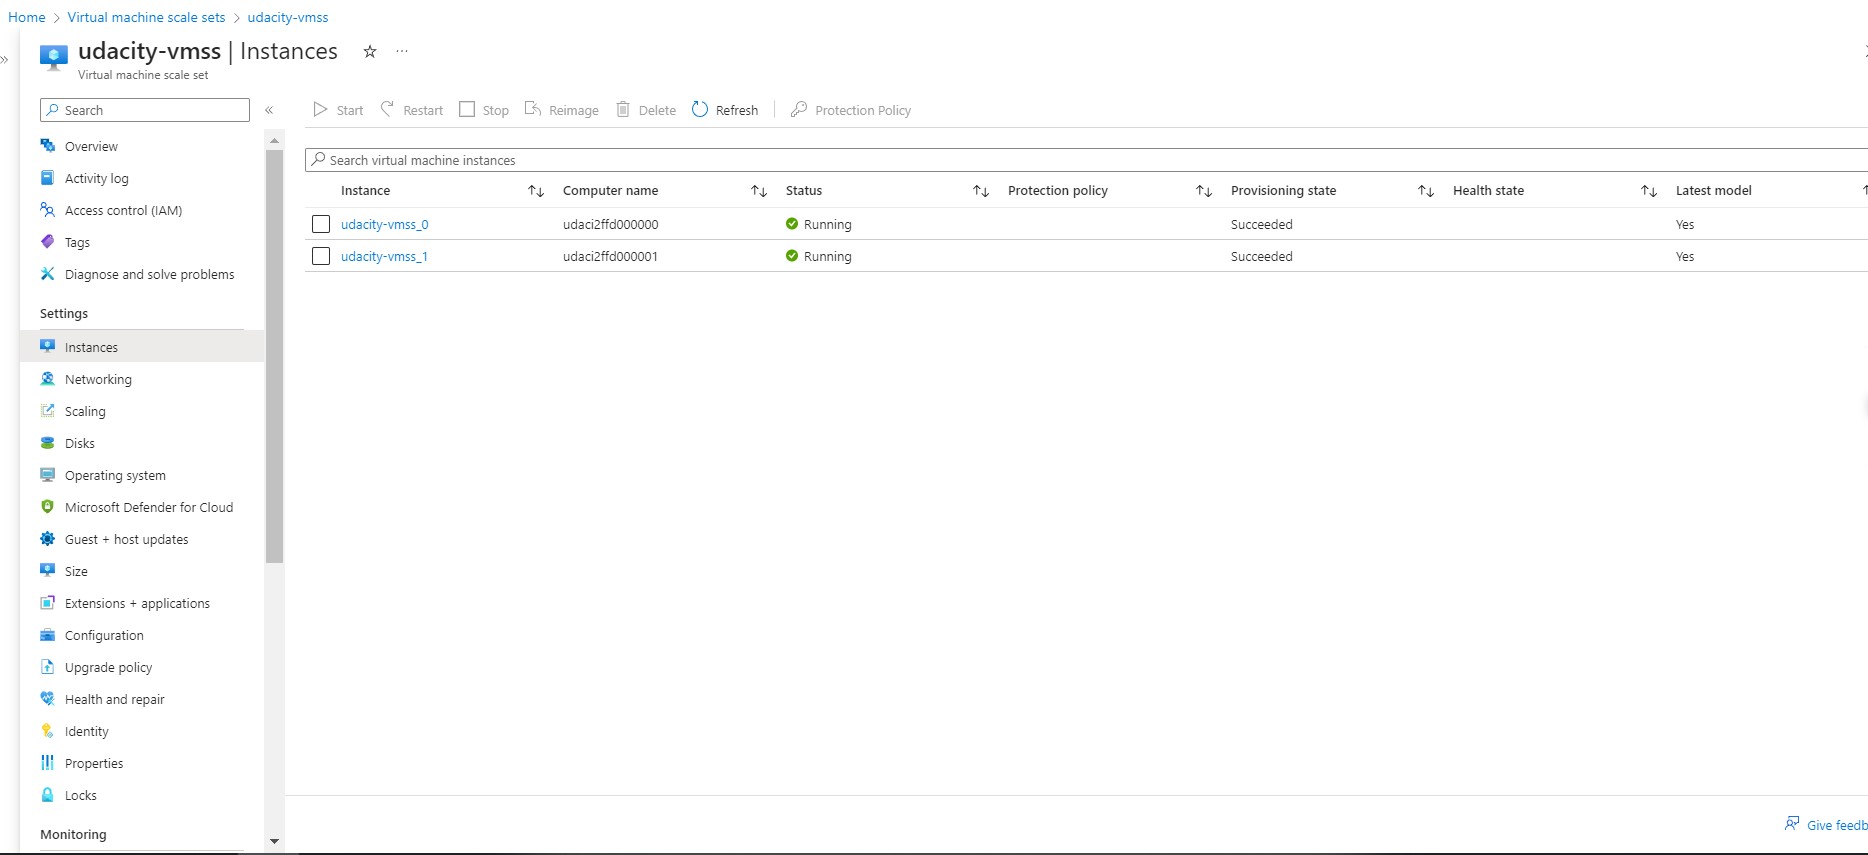 Home > Virtual machine scale sets > udacity-vmss
udacity-vmss | Instances
Virtual machine scale set
Search
Start Restart Stop Reimage Delete Refresh Protection Policy
Overview
Activity log
Access control (IAM)
Tags
Diagnose and solve problems
Settings
Instances
Networking
Scaling
Disks
Operating system
Microsoft Defender for Cloud
Guest + host updates
Size
Extensions + applications
Configuration
Upgrade policy
Health and repair
Identity
Properties
Locks
Monitoring
Search virtual machine instances
Instance Computer name Status Protection policy Provisioning state Health state Latest model
udacity-vmss_0 udaci2ffd000000 Running Succeeded Yes
udacity-vmss_1 udaci2ffd000001 Running Succeeded Yes
Give feedb